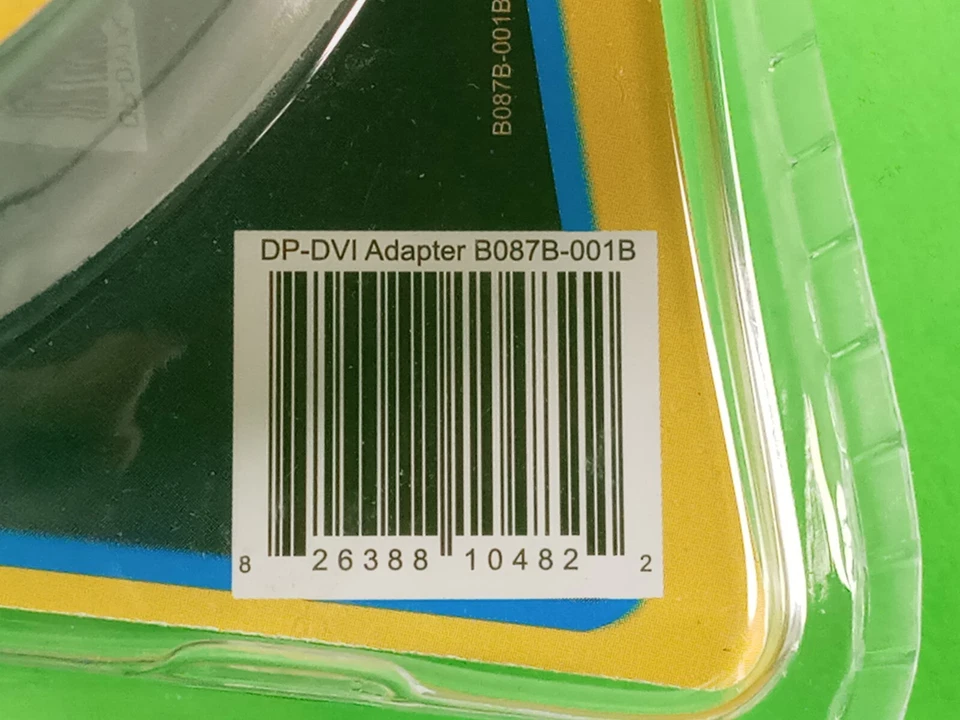 B087B-001B
DP-DVI Adapter B087B-001B
8 26388 10482 2